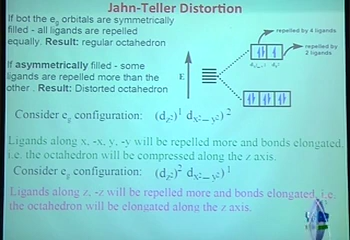 Jahn-Teller Distortion
If bot the eg orbitals are symmetrically
filled - all ligands are repelled
equally. Result: regular octahedron
repelled by 4 ligands
repelled by
2 ligands
If asymmetrically filled - some
ligands are repelled more than the
other . Result: Distorted octahedron
E
Consider eg configuration: (dz²)¹ dx²–y²)²
Ligands along x, -x, y, -y will be repelled more and bonds elongated.
i.e. the octahedron will be compressed along the z axis.
Consider eg configuration: (dz²)² dx²–y²)¹
Ligands along z, -z will be repelled more and bonds elongated, i.e.
the octahedron will be elongated along the z axis.